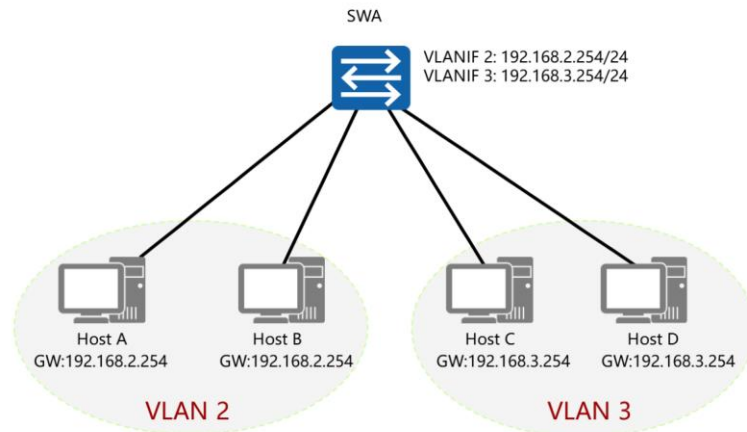 SWA
VLANIF 2: 192.168.2.254/24
VLANIF 3: 192.168.3.254/24
Host A
GW:192.168.2.254
Host B
GW:192.168.2.254
Host C
GW:192.168.3.254
Host D
GW:192.168.3.254
VLAN 2
VLAN 3